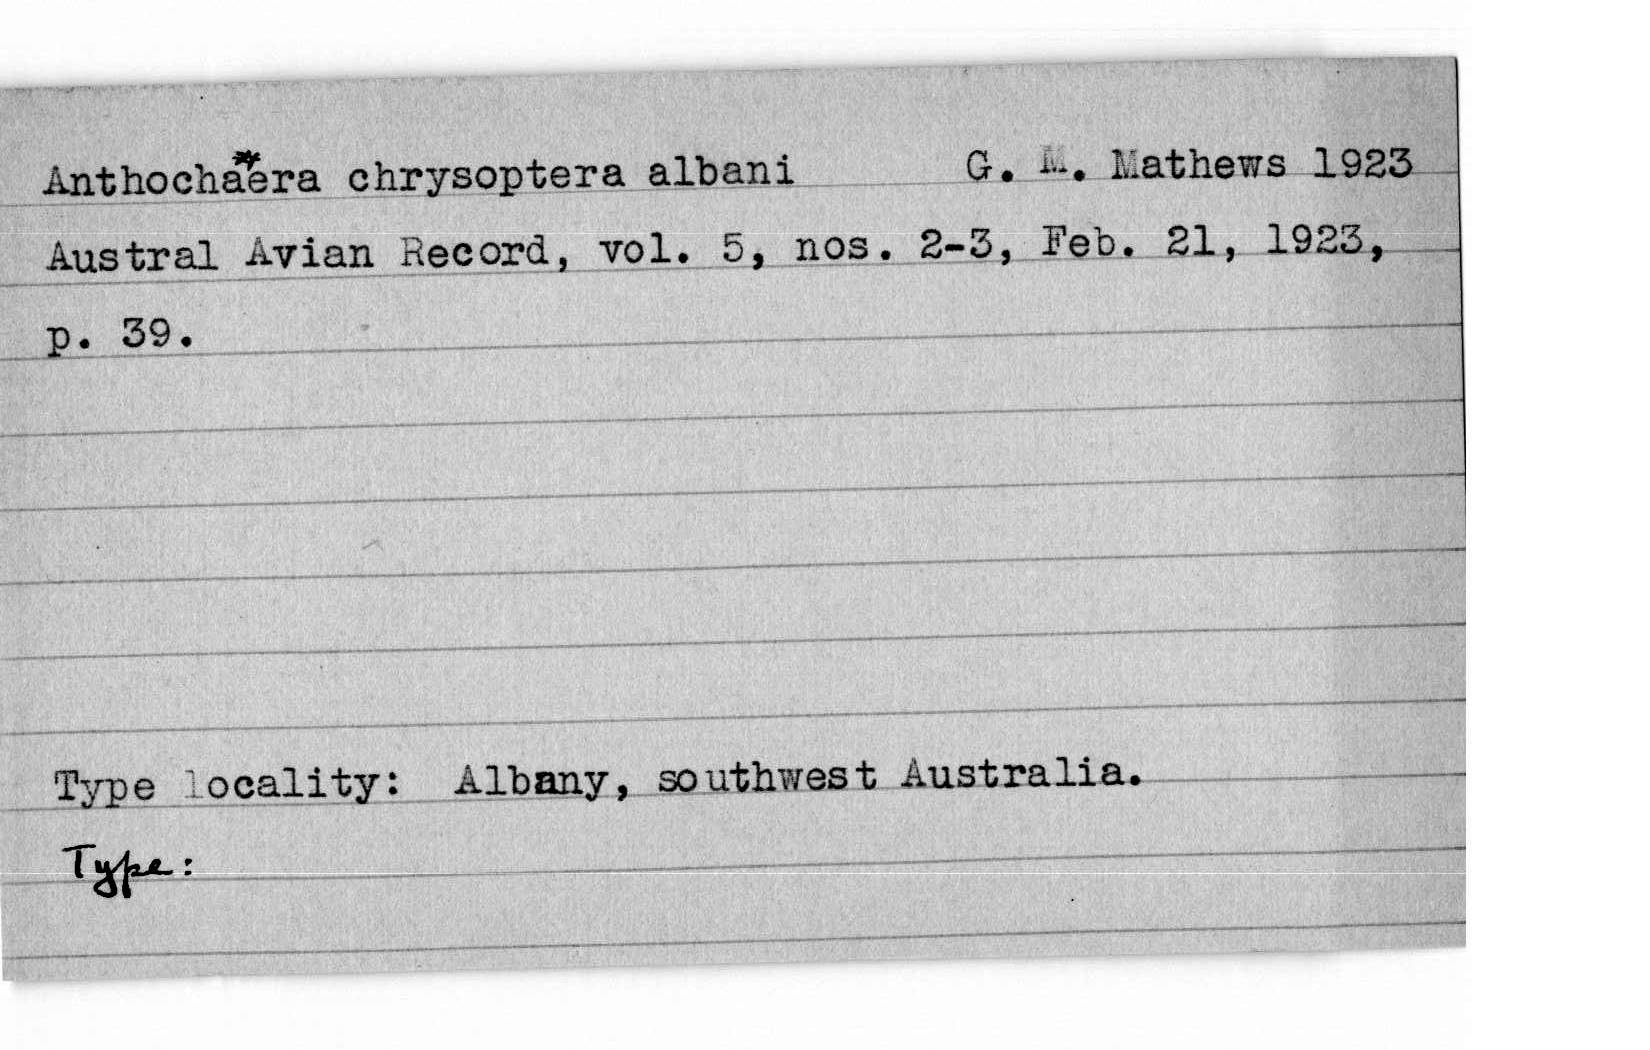 Anthochaera chrysoptera albani G. M. Mathews 1923
Austral Avian Record, vol. 5, nos. 2-3, Feb. 21, 1923,
p. 39.
Type locality: Albany, southwest Australia.
Type: